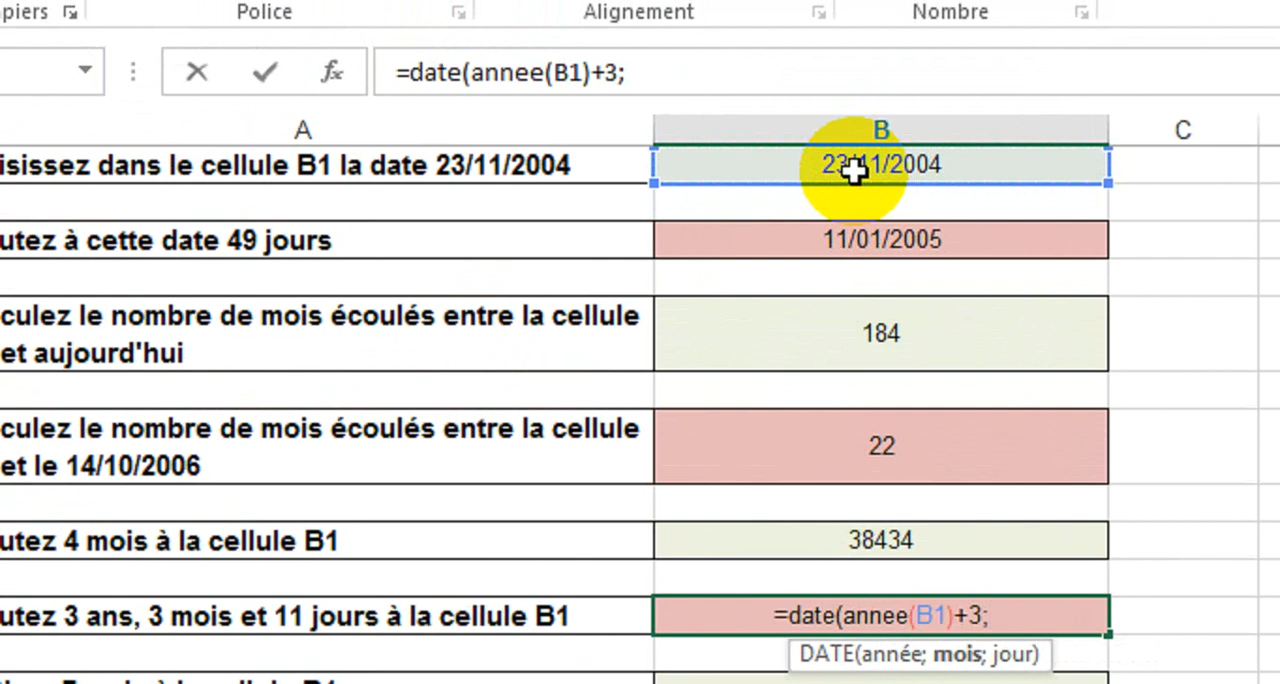 piers Police Alignement Nombre
fx =date(annee(B1)+3;
A B C
isissez dans le cellule B1 la date 23/11/2004 23/11/2004
utez à cette date 49 jours 11/01/2005
culez le nombre de mois écoulés entre la cellule
et aujourd'hui 184
culez le nombre de mois écoulés entre la cellule
et le 14/10/2006 22
utez 4 mois à la cellule B1 38434
utez 3 ans, 3 mois et 11 jours à la cellule B1 =date(annee(B1)+3;
DATE(année; mois; jour)